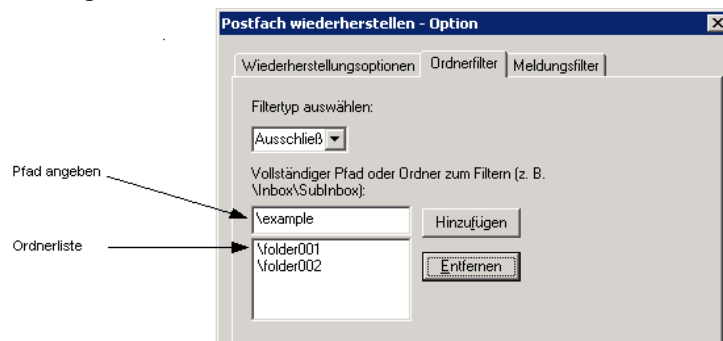 Postfach wiederherstellen - Option
Wiederherstellungsoptionen Ordnerfilter Meldungsfilter
Filtertyp auswählen:
Ausschließ
Pfad angeben
Vollständiger Pfad oder Ordner zum Filtern (z. B.
\Inbox\SubInbox):
\example
Hinzufügen
Ordnerliste
\folder001
\folder002
Entfernen